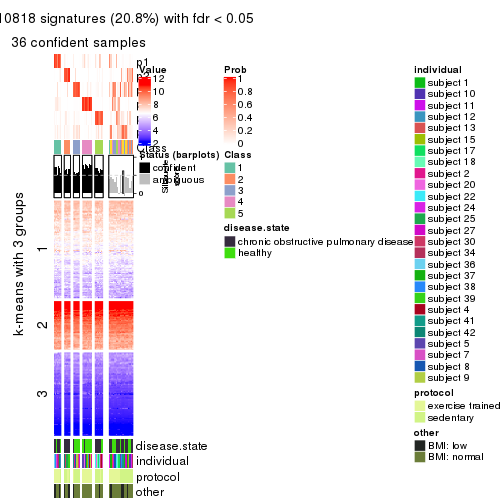 10818 signatures (20.8%) with fdr < 0.05
36 confident samples
p1
p2
Class
Value
12
10
8
6
4
2
Status (barplots)
confident
ambiguous
0
Prob
1
0.8
0.6
0.4
0.2
0
Class
1
2
3
4
5
disease.state
chronic obstructive pulmonary disease
healthy
individual
subject 1
subject 10
subject 11
subject 12
subject 13
subject 15
subject 17
subject 18
subject 2
subject 20
subject 22
subject 24
subject 25
subject 27
subject 30
subject 34
subject 36
subject 37
subject 38
subject 39
subject 4
subject 41
subject 42
subject 5
subject 7
subject 8
subject 9
protocol
exercise trained
sedentary
other
BMI: low
BMI: normal
k-means with 3 groups
1
2
3
disease.state
individual
protocol
other